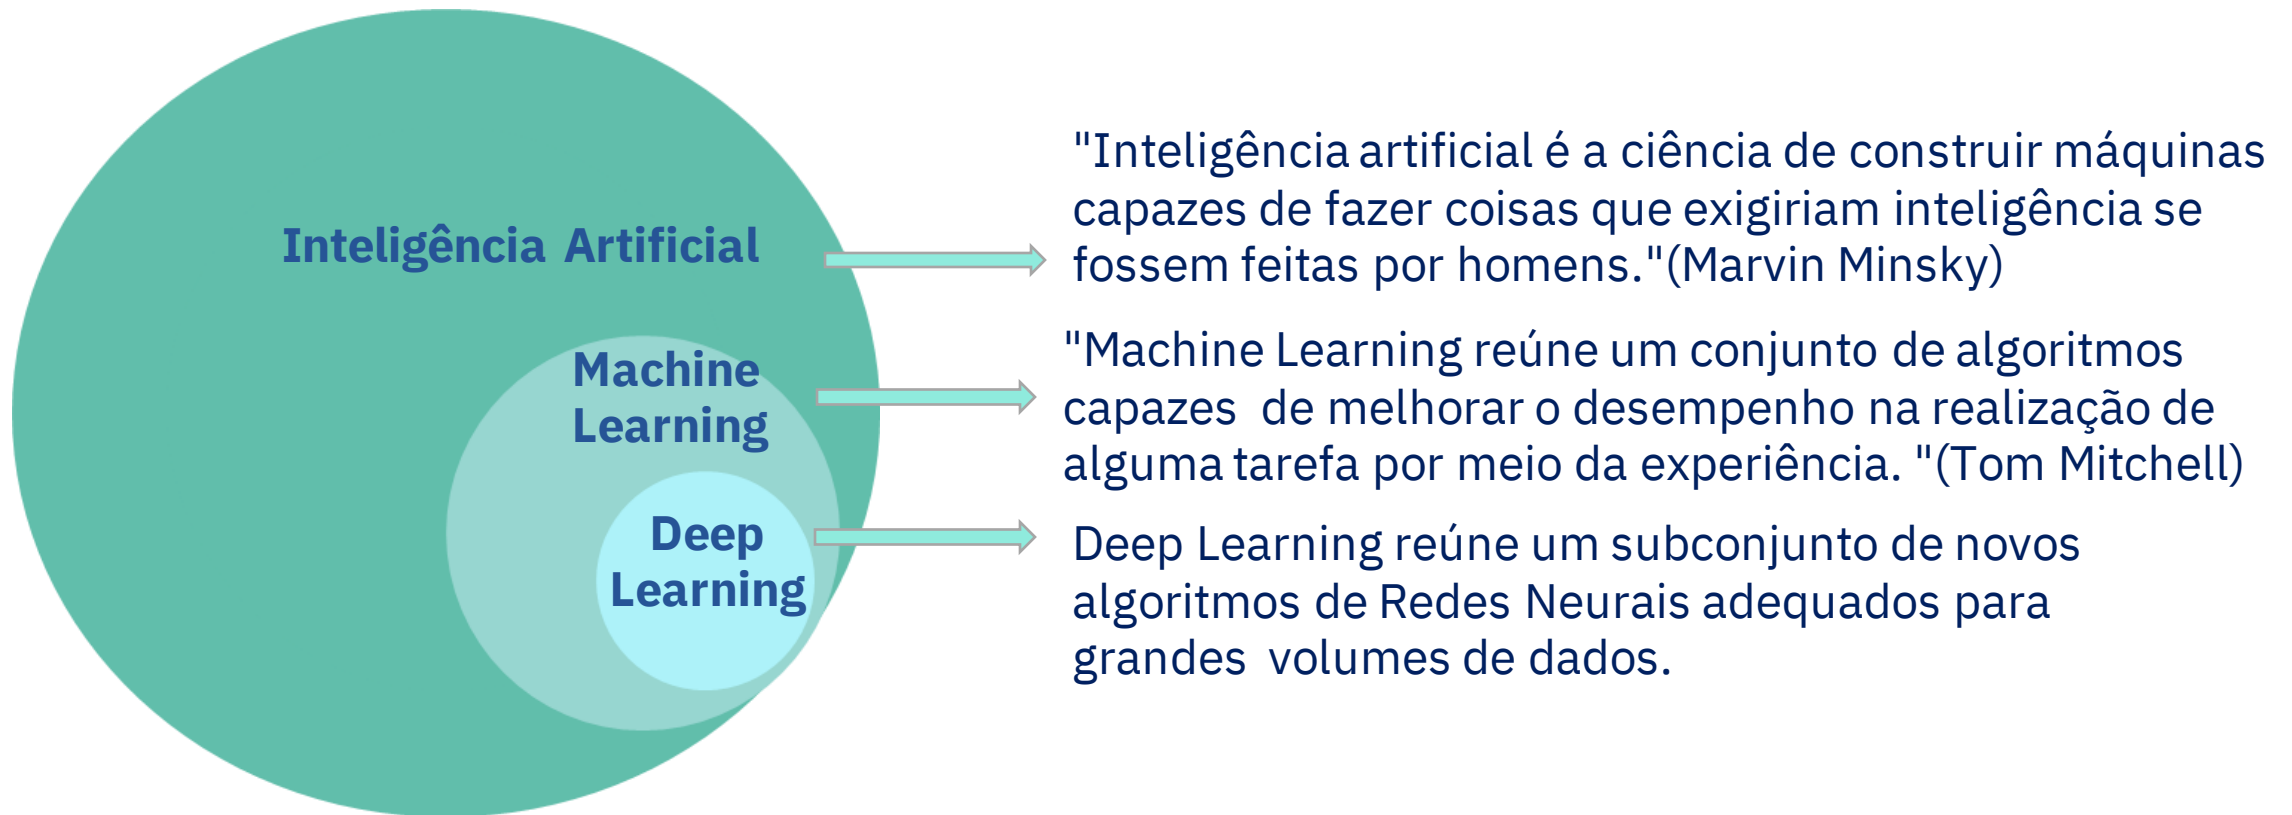 Inteligência Artificial
"Inteligência artificial é a ciência de construir máquinas
capazes de fazer coisas que exigiriam inteligência se
fossem feitas por homens."(Marvin Minsky)
Machine
Learning
"Machine Learning reúne um conjunto de algoritmos
capazes de melhorar o desempenho na realização de
alguma tarefa por meio da experiência. "(Tom Mitchell)
Deep
Learning
Deep Learning reúne um subconjunto de novos
algoritmos de Redes Neurais adequados para
grandes volumes de dados.